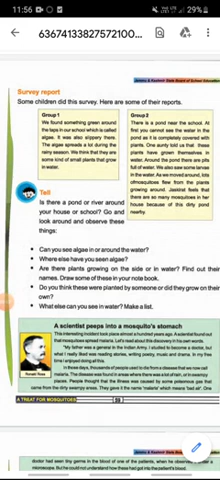 11:56
29%
63674133827572100...
Jammu & Kashmir State Board of School Education
Survey report
Some children did this survey. Here are some of their reports.
Group 1
We found something green around
the taps in our school which is called
algae. It was also slippery there.
The algae spreads a lot during the
rainy season. We think that they are
some kind of small plants that grow
in water.
Group 2
There is a pond near the school. At
first you cannot see the water in the
pond as it is completely covered with
plants. One aunty told us that these
plants have grown themselves in
water. Around the pond there are pits
full of water. We also saw some larvae
in the water. As we moved around, lots
of mosquitoes flew from the plants
growing around. Jaskirat feels that
there are so many mosquitoes in her
house because of this dirty pond
nearby.
Tell
Is there a pond or river around
your house or school? Go and
look around and observe these
things:
• Can you see algae in or around the water?
• Where else have you seen algae?
• Are there plants growing on the side or in water? Find out their
names. Draw some of these in your note book.
• Do you think these were planted by someone or did they grow on their
own?
• What else can you see in water? Make a list.
A scientist peeps into a mosquito's stomach
This interesting incident took place almost a hundred years ago. A scientist found out
that mosquitoes spread malaria. Let's read about this discovery in his own words.
"My father was a general in the Indian Army. I studied to become a doctor, but
what I really liked was reading stories, writing poetry, music and drama. In my free
time I enjoyed doing all this.
In those days, thousands of people used to die from a disease that we now call
malaria. The disease was found in areas where there was a lot of rain, or in swampy
places. People thought that the illness was caused by some poisonous gas that
came from the dirty swampy areas. They gave it the name 'malaria' which means "bad air". One
Ronald Ross
A TREAT FOR MOSQUITOES
Jammu & Kashmir State Board of School Education
doctor had seen tiny germs in the blood of one of the patients, when he observed
microscope. But he could not understand how these had got into the patient's blood.